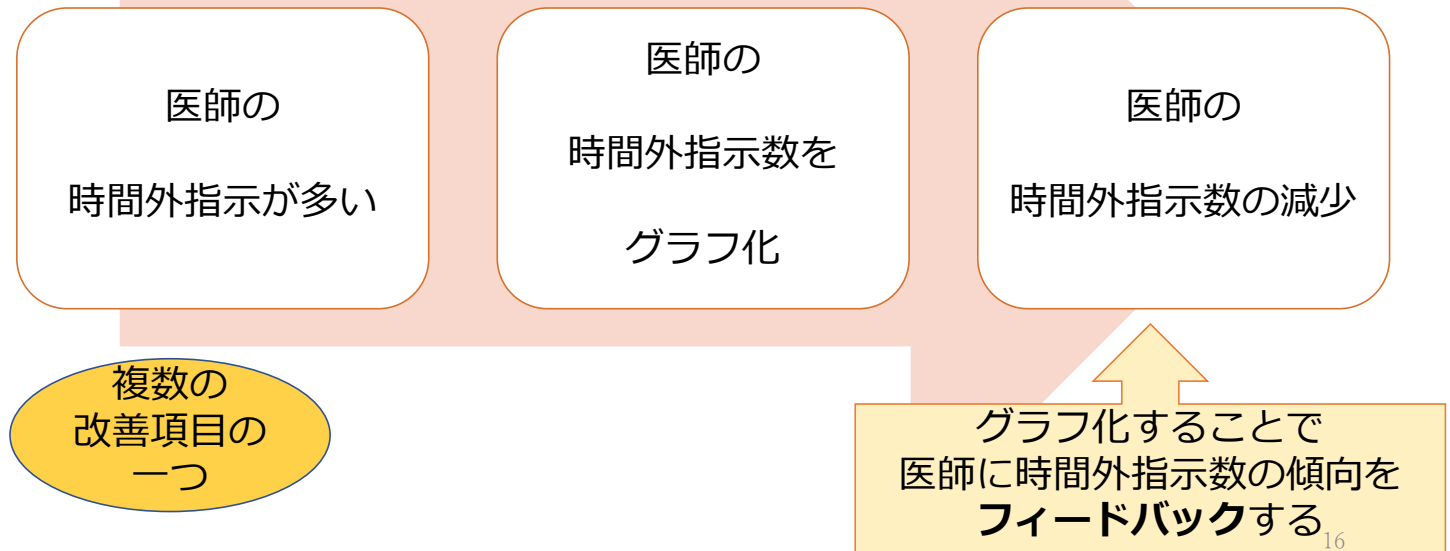 医師の
時間外指示が多い
医師の
時間外指示数を
グラフ化
医師の
時間外指示数の減少
複数の
改善項目の
一つ
グラフ化することで
医師に時間外指示数の傾向を
フィードバックする
16